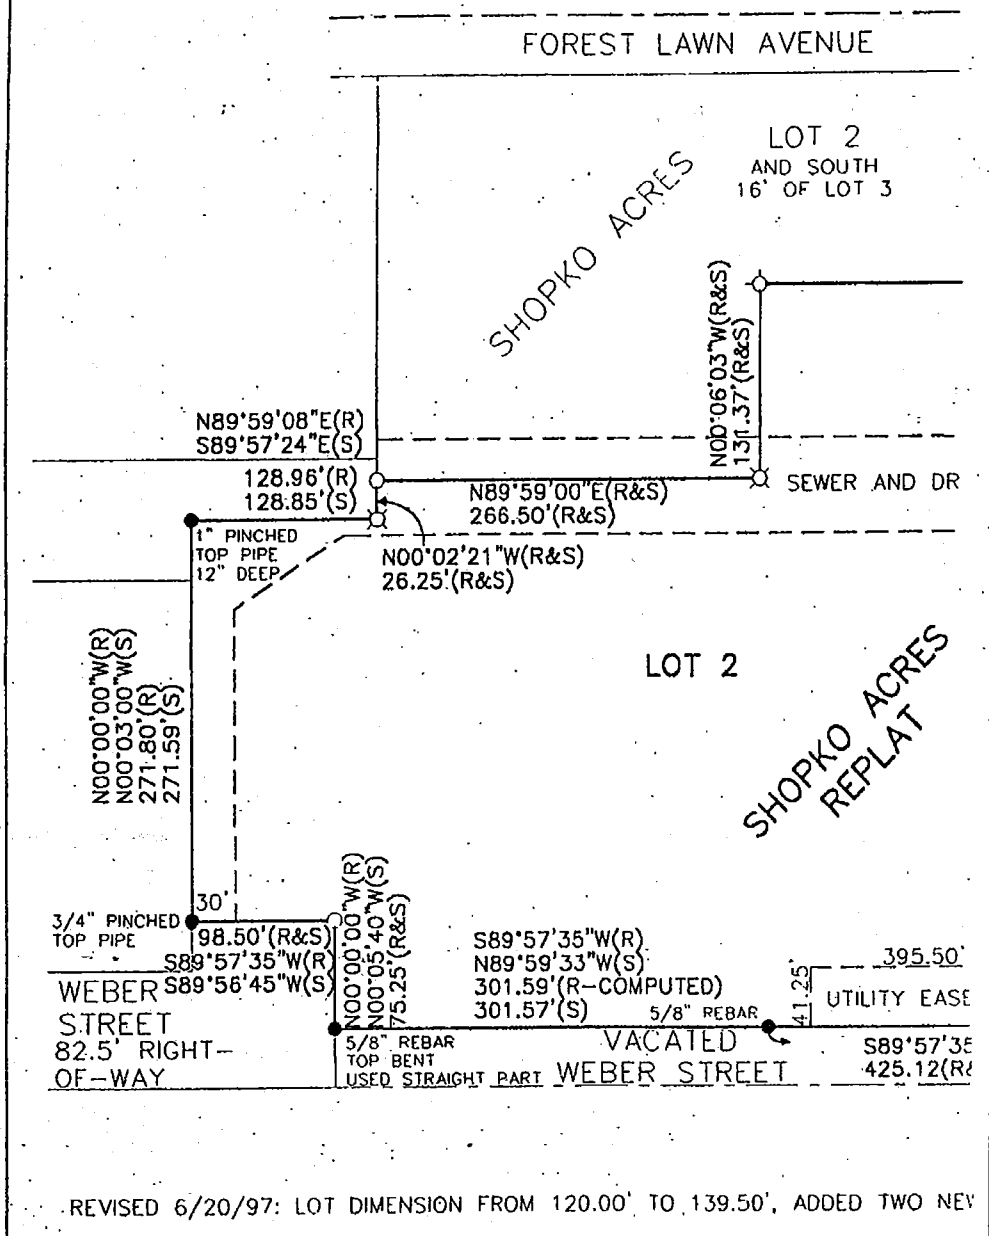 FOREST LAWN AVENUE
LOT 2
AND SOUTH
16' OF LOT 3
SHOPKO ACRES
N00°06'03"W(R&S)
131.37'(R&S)
N89°59'08"E(R)
S89°57'24"E(S)
128.96'(R)
128.85'(S)
N89°59'00"E(R&S)
266.50'(R&S)
SEWER AND DR
1" PINCHED
TOP PIPE
12" DEEP
N00°02'21"W(R&S)
26.25'(R&S)
LOT 2
SHOPKO ACRES
REPLAT
N00°00'00"W(R)
N00°03'00"W(S)
271.80'(R)
271.59'(S)
30'
3/4" PINCHED
TOP PIPE
98.50'(R&S)
S89°57'35"W(R)
S89°56'45"W(S)
N00°00'00"W(R)
N00°05'40"W(S)
75.25'(R&S)
S89°57'35"W(R)
N89°59'33"W(S)
301.59'(R-COMPUTED)
301.57'(S)
5/8" REBAR
41.25'
395.50'
UTILITY EASE
WEBER
STREET
82.5' RIGHT-
OF-WAY
5/8" REBAR
TOP BENT
USED STRAIGHT PART
VACATED
WEBER STREET
S89°57'35
425.12(R&
REVISED 6/20/97: LOT DIMENSION FROM 120.00' TO 139.50', ADDED TWO NEW